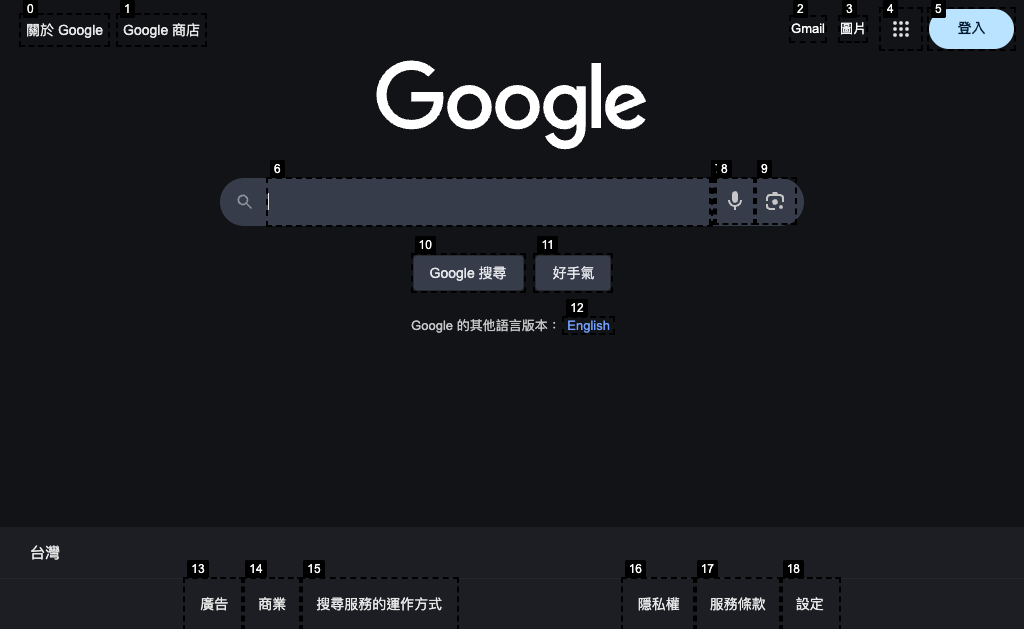 0 1 2 3 4 5
關於 Google Google 商店 Gmail 圖片 登入
Google
6 8 9
10 11
Google 搜尋 好手氣
12
Google 的其他語言版本： English
台灣
13 14 15 16 17 18
廣告 商業 搜尋服務的運作方式 隱私權 服務條款 設定